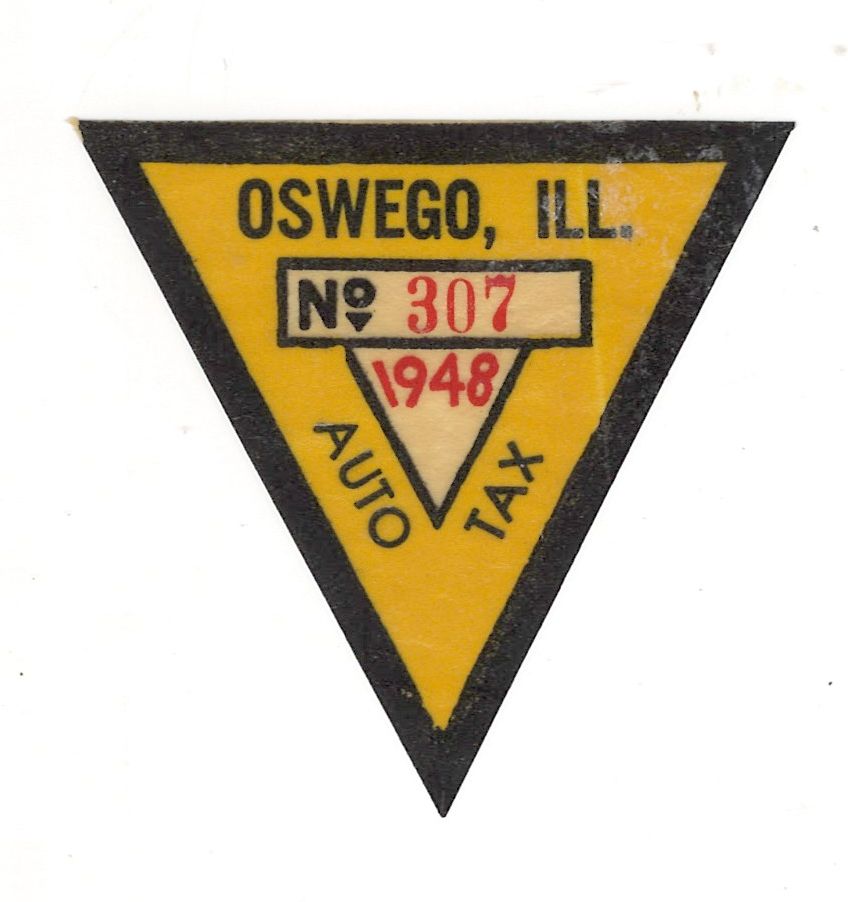 OSWEGO, ILL.
Nº 307
1948
AUTO TAX